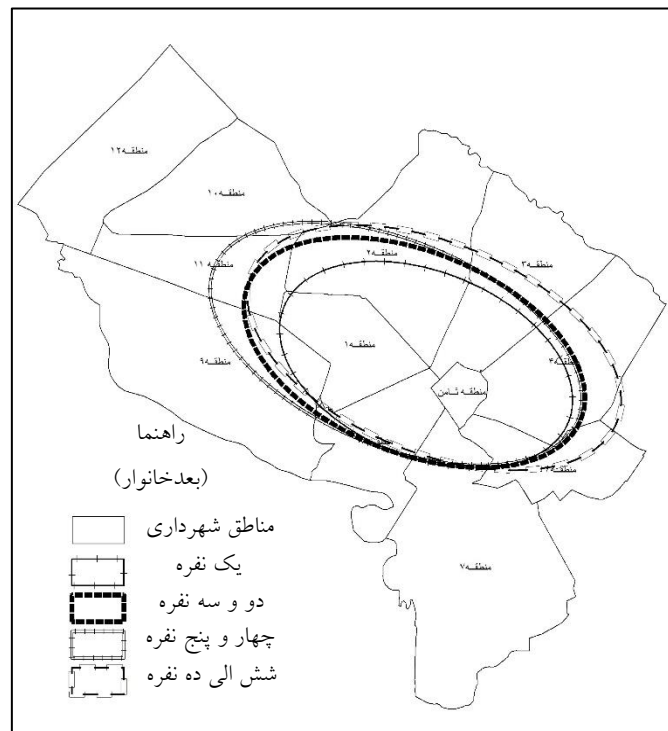 منطقه۱۲
منطقه۱۰
منطقه۲
منطقه۳
منطقه۱۱
منطقه۱
منطقه۹
منطقه۴
منطقه ثامن
راهنما
(بعدخانوار)
منطقه
منطقه۷
مناطق شهرداری
یک نفره
دو و سه نفره
چهار و پنج نفره
شش الی ده نفره